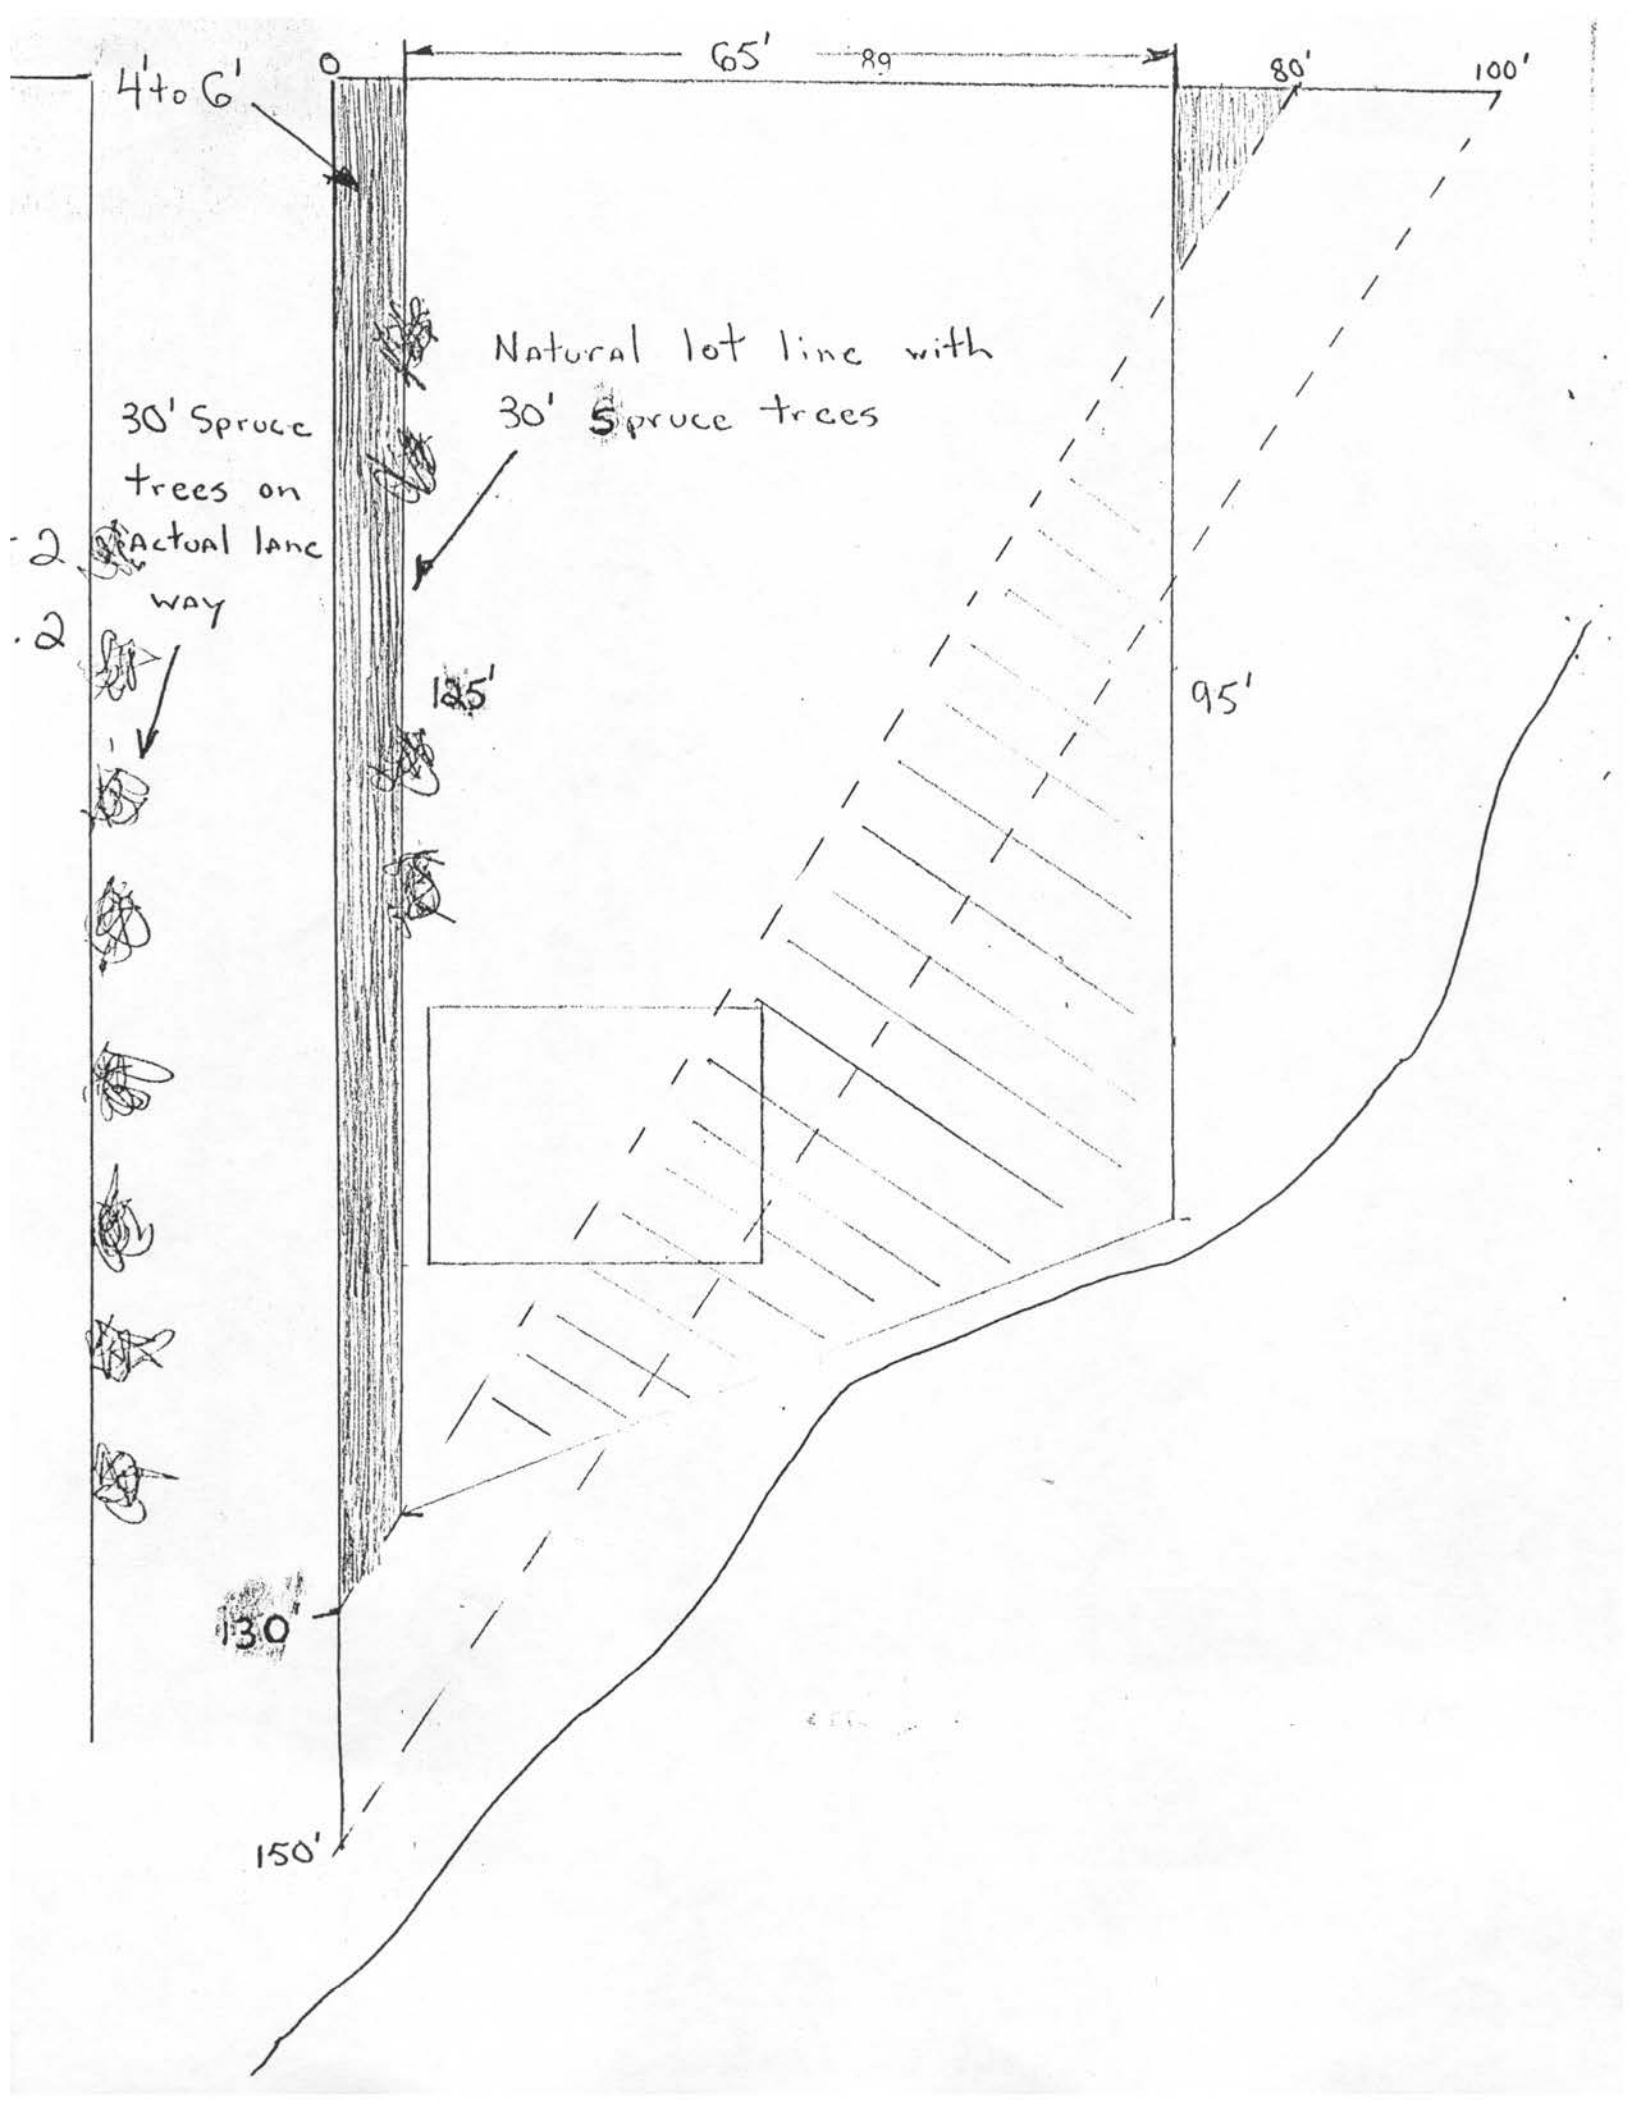 65'
89
80'
100'
0
4' to 6'
Natural lot line with
30' Spruce trees
30' Spruce
trees on
Actual lane
way
- 2
. 2
125'
95'
130'
150'